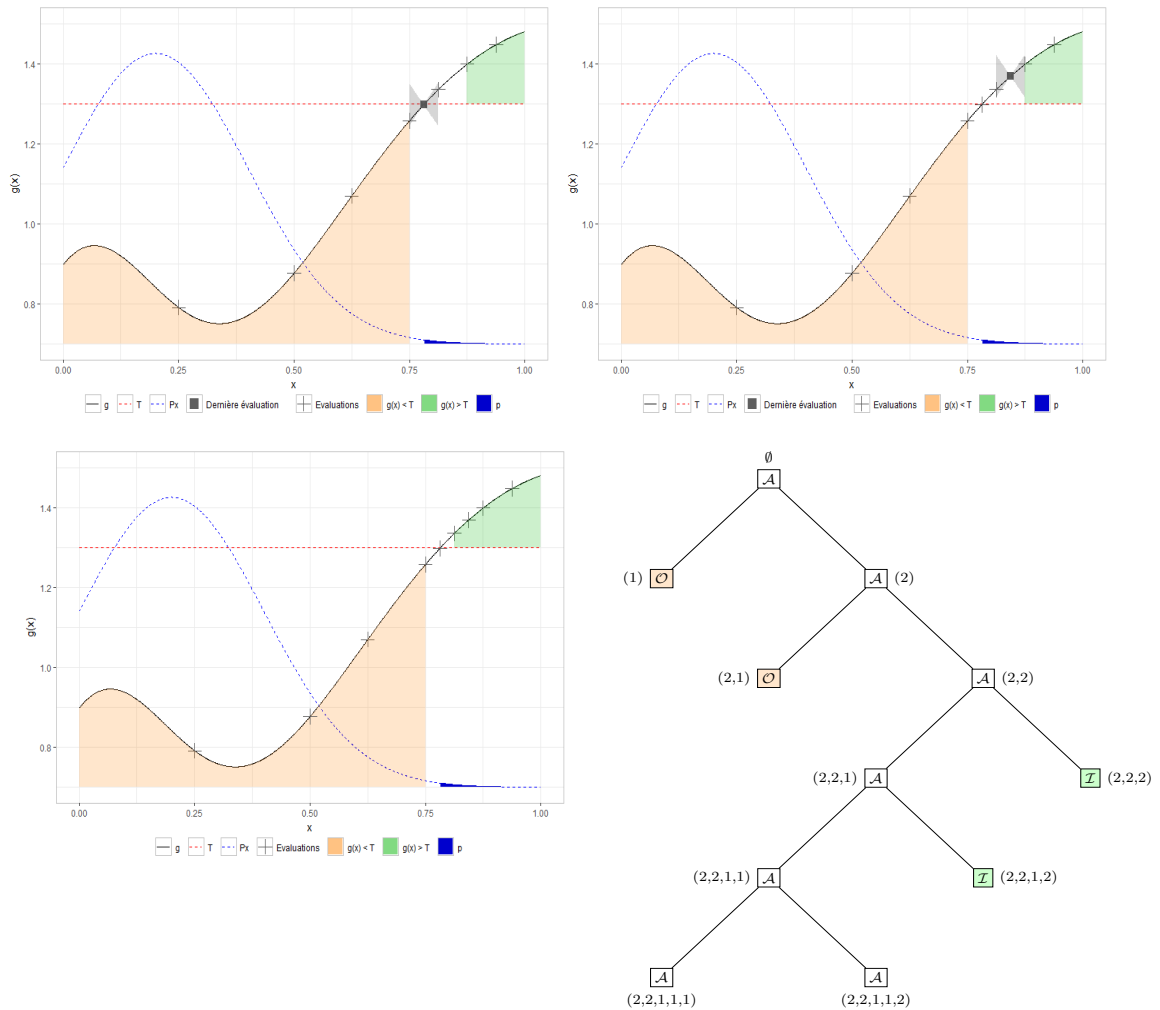 g(x)
1.4
1.2
1.0
0.8
0.00 0.25 0.50 0.75 1.00
x
g T Px Dernière évaluation Evaluations g(x) < T g(x) > T p
g(x)
1.4
1.2
1.0
0.8
0.00 0.25 0.50 0.75 1.00
x
g T Px Dernière évaluation Evaluations g(x) < T g(x) > T p
g(x)
1.4
1.2
1.0
0.8
0.00 0.25 0.50 0.75 1.00
x
g T Px Evaluations g(x) < T g(x) > T p
∅
𝒜
(1) 𝒪 𝒜 (2)
(2,1) 𝒪 𝒜 (2,2)
(2,2,1) 𝒜 ℐ (2,2,2)
(2,2,1,1) 𝒜 ℐ (2,2,1,2)
𝒜 𝒜
(2,2,1,1,1) (2,2,1,1,2)